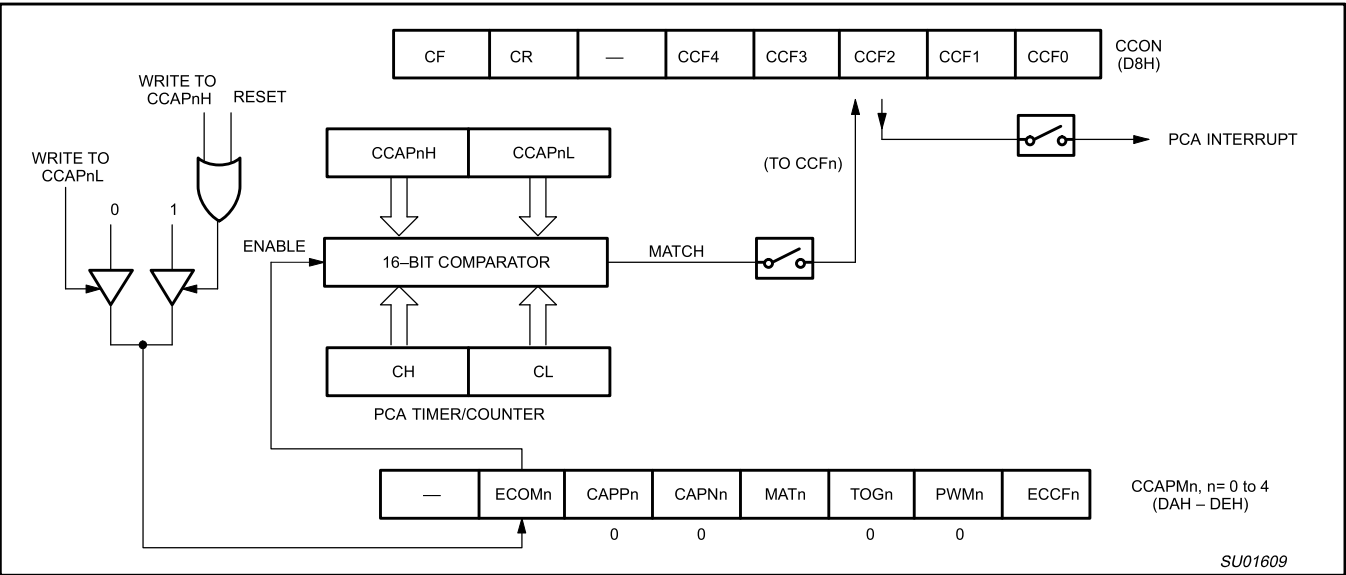 CF CR — CCF4 CCF3 CCF2 CCF1 CCF0
CCON
(D8H)
WRITE TO
CCAPnH
RESET
WRITE TO
CCAPnL
0 1
CCAPnH CCAPnL
(TO CCFn)
PCA INTERRUPT
ENABLE
16–BIT COMPARATOR
MATCH
CH CL
PCA TIMER/COUNTER
— ECOMn CAPPn CAPNn MATn TOGn PWMn ECCFn
0 0 0 0
CCAPMn, n= 0 to 4
(DAH – DEH)
SU01609